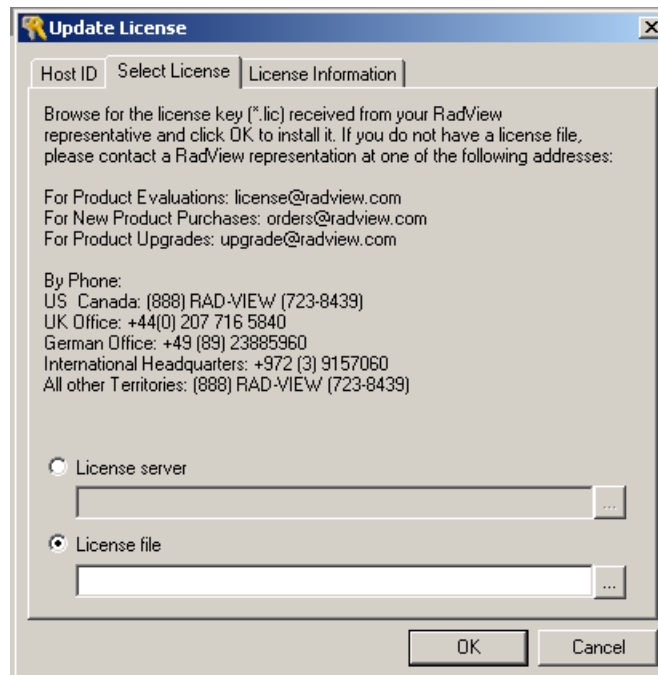 Update License
Host ID Select License License Information
Browse for the license key (*.lic) received from your RadView
representative and click OK to install it. If you do not have a license file,
please contact a RadView representation at one of the following addresses:
For Product Evaluations: license@radview.com
For New Product Purchases: orders@radview.com
For Product Upgrades: upgrade@radview.com
By Phone:
US  Canada: (888) RAD-VIEW (723-8439)
UK Office: +44(0) 207 716 5840
German Office: +49 (89) 23885960
International Headquarters: +972 (3) 9157060
All other Territories: (888) RAD-VIEW (723-8439)
License server
...
License file
...
OK Cancel